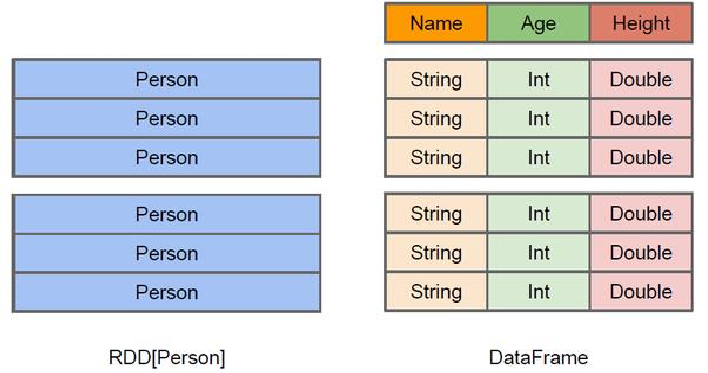 Name Age Height
Person String Int Double
Person String Int Double
Person String Int Double
Person String Int Double
Person String Int Double
Person String Int Double
RDD[Person] DataFrame